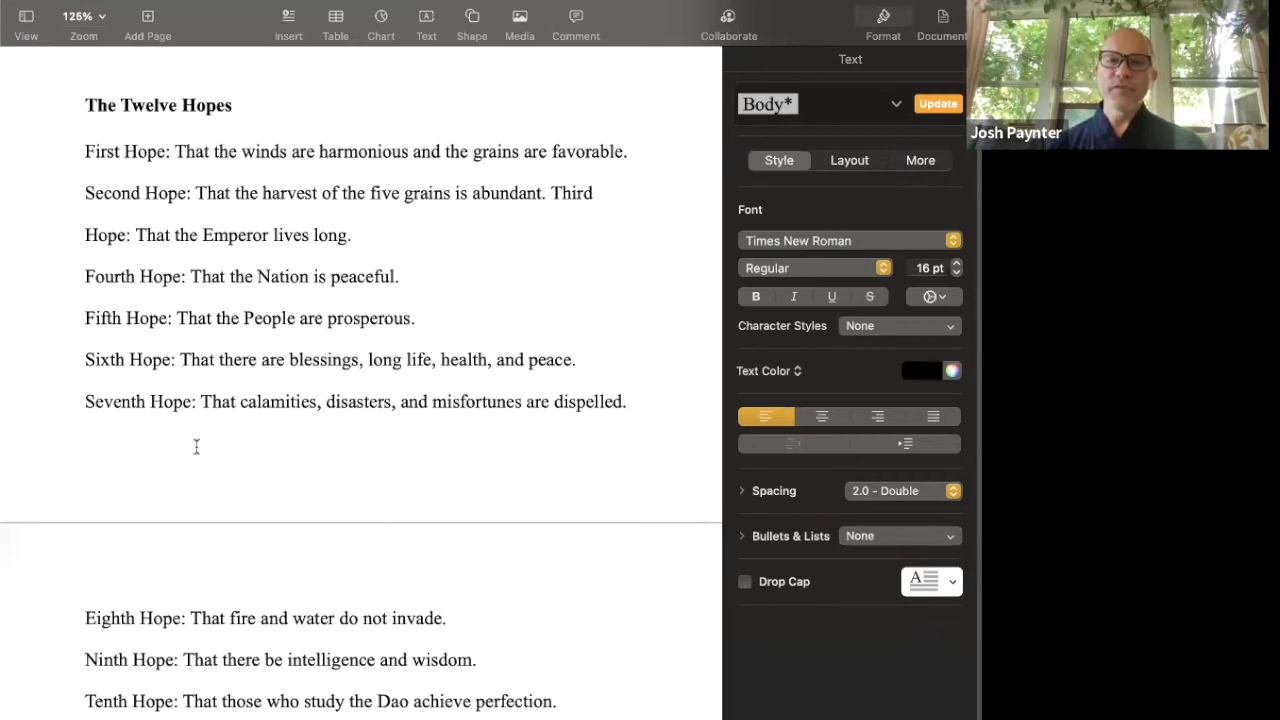 125%
View
Zoom
Add Page
Insert
Table
Chart
Text
Shape
Media
Comment
Collaborate
Format
Document
The Twelve Hopes
First Hope: That the winds are harmonious and the grains are favorable.
Second Hope: That the harvest of the five grains is abundant. Third
Hope: That the Emperor lives long.
Fourth Hope: That the Nation is peaceful.
Fifth Hope: That the People are prosperous.
Sixth Hope: That there are blessings, long life, health, and peace.
Seventh Hope: That calamities, disasters, and misfortunes are dispelled.
Eighth Hope: That fire and water do not invade.
Ninth Hope: That there be intelligence and wisdom.
Tenth Hope: That those who study the Dao achieve perfection.
Text
Body*
Update
Style
Layout
More
Font
Times New Roman
Regular
16 pt
B I U S
Character Styles
None
Text Color
Spacing
2.0 - Double
Bullets & Lists
None
Drop Cap
A
Josh Paynter